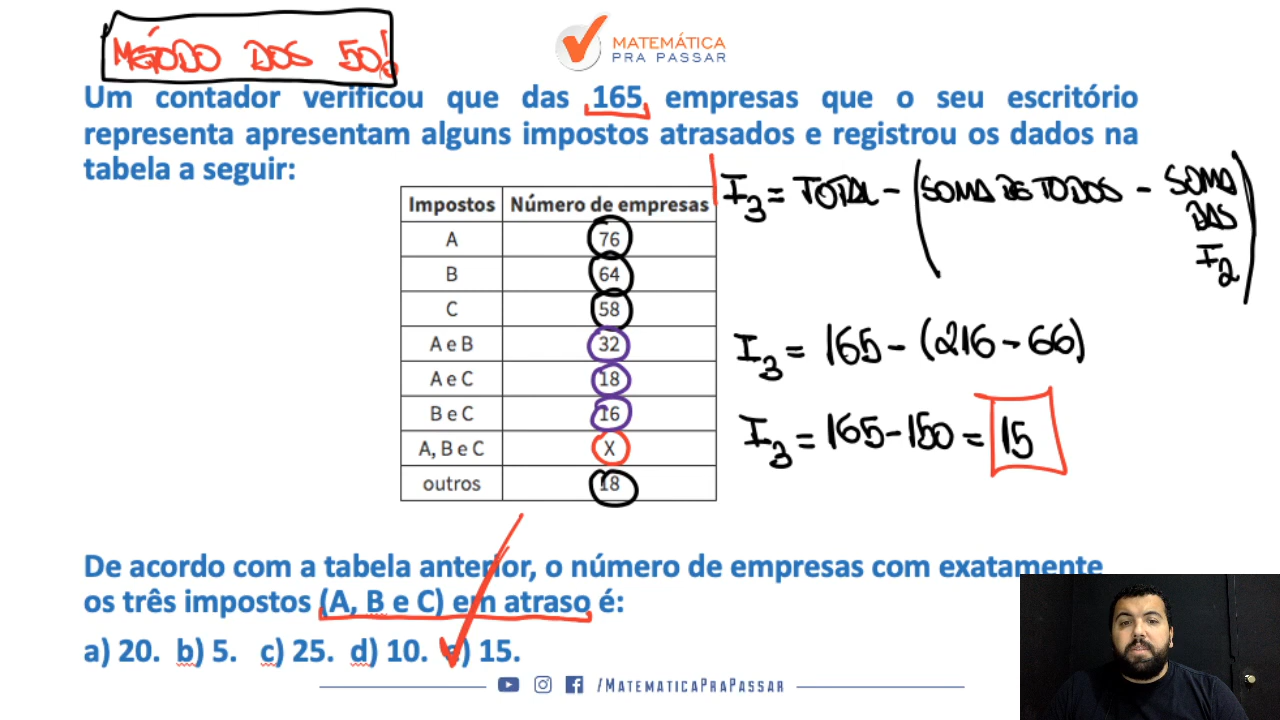 MÉTODO DOS 50!
MATEMÁTICA
PRA PASSAR
Um contador verificou que das 165, empresas que o seu escritório
representa apresentam alguns impostos atrasados e registrou os dados na
tabela a seguir:
Impostos Número de empresas
A 76
B 64
C 58
A e B 32
A e C 18
B e C 16
A, B e C X
outros 18
I3 = TOTAL - (SOMA DE TODOS - SOMA
DAS
I2)
I3 = 165 - (216 - 66)
I3 = 165 - 150 = 15
De acordo com a tabela anterior, o número de empresas com exatamente
os três impostos (A, B e C) em atraso é:
a) 20. b) 5. c) 25. d) 10. e) 15.
/MATEMATICAPRAPASSAR